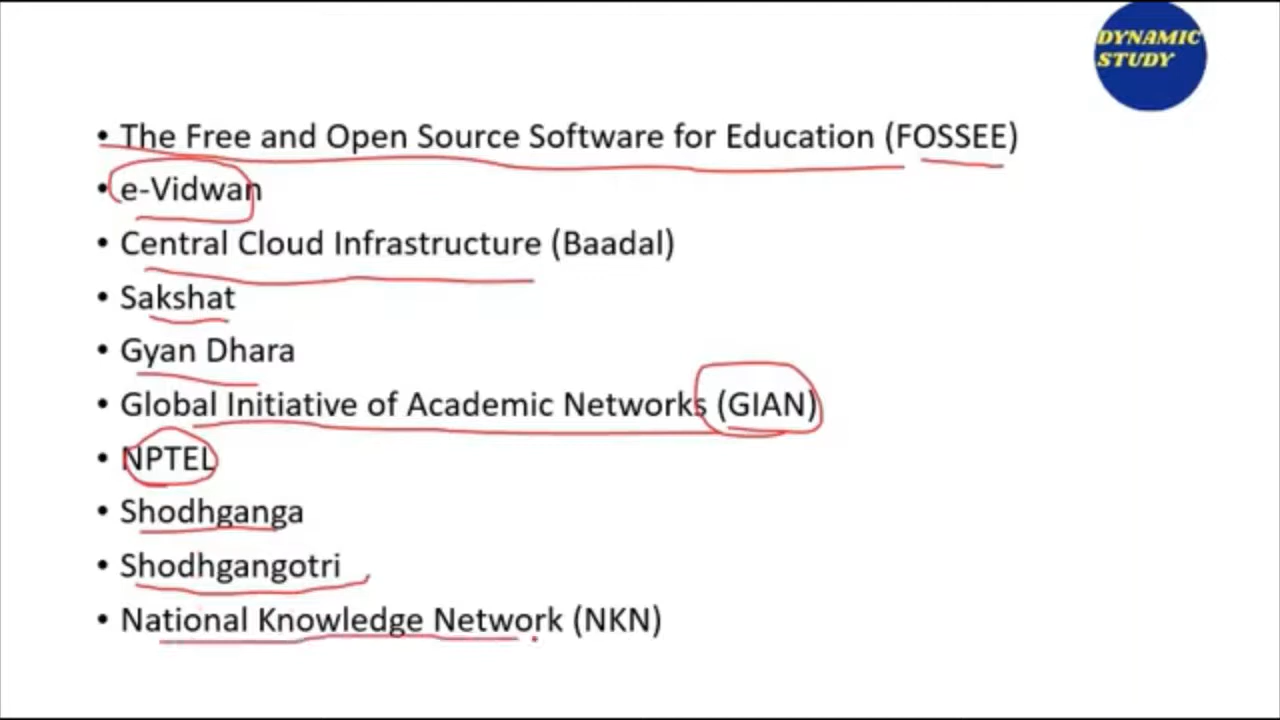 DYNAMIC
STUDY
• The Free and Open Source Software for Education (FOSSEE)
• e-Vidwan
• Central Cloud Infrastructure (Baadal)
• Sakshat
• Gyan Dhara
• Global Initiative of Academic Networks (GIAN)
• NPTEL
• Shodhganga
• Shodhgangotri
• National Knowledge Network (NKN)